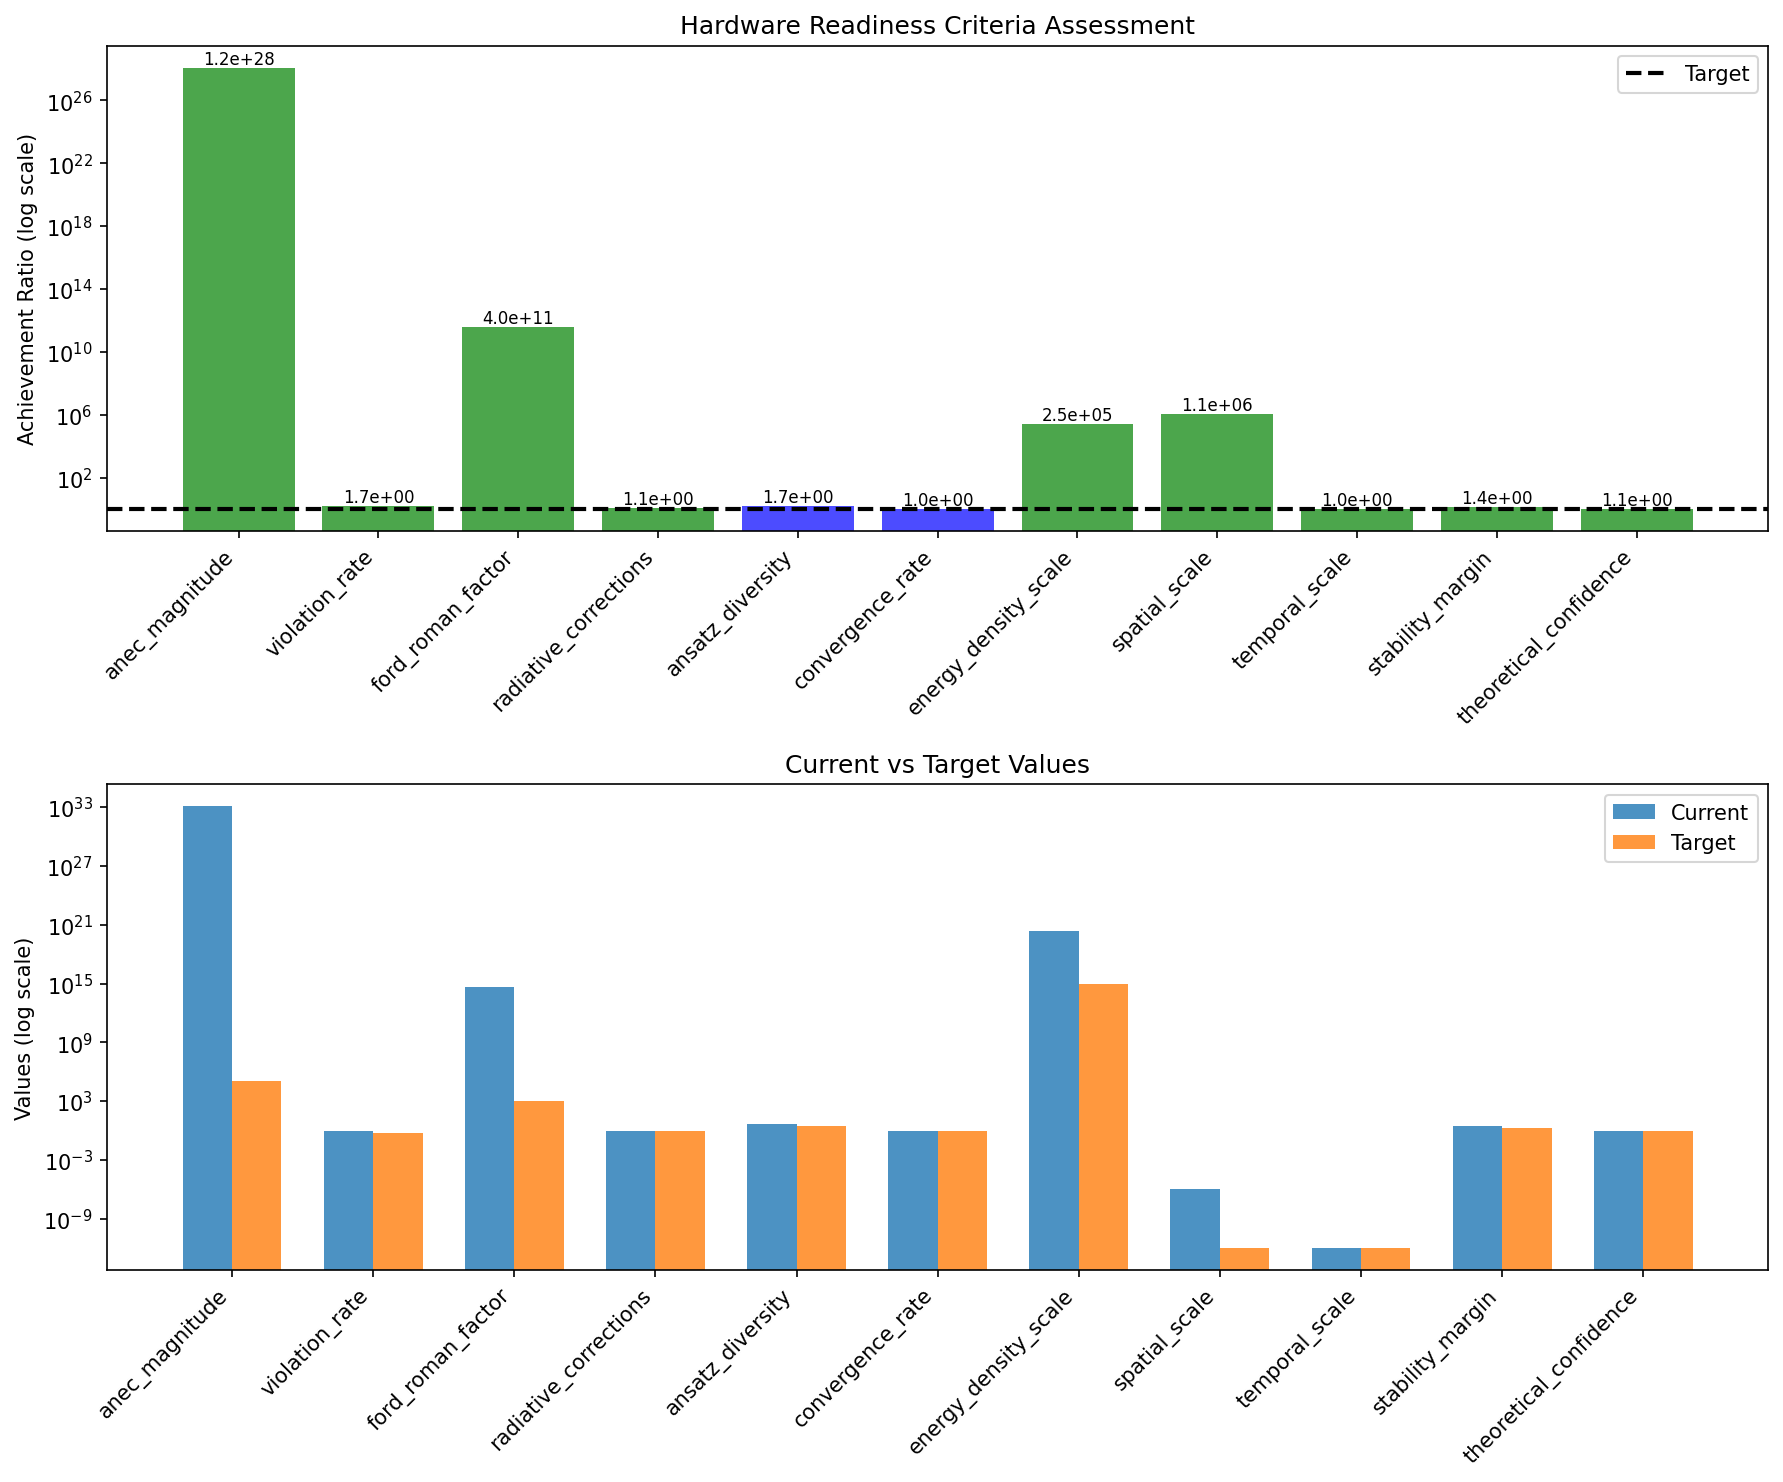 Hardware Readiness Criteria Assessment
Achievement Ratio (log scale)
10^26
10^22
10^18
10^14
10^10
10^6
10^2
Target
1.2e+28
1.7e+00
4.0e+11
1.1e+00
1.7e+00
1.0e+00
2.5e+05
1.1e+06
1.0e+00
1.4e+00
1.1e+00
anec_magnitude
violation_rate
ford_roman_factor
radiative_corrections
ansatz_diversity
convergence_rate
energy_density_scale
spatial_scale
temporal_scale
stability_margin
theoretical_confidence
Current vs Target Values
Values (log scale)
10^33
10^27
10^21
10^15
10^9
10^3
10^−3
10^−9
Current
Target
anec_magnitude
violation_rate
ford_roman_factor
radiative_corrections
ansatz_diversity
convergence_rate
energy_density_scale
spatial_scale
temporal_scale
stability_margin
theoretical_confidence